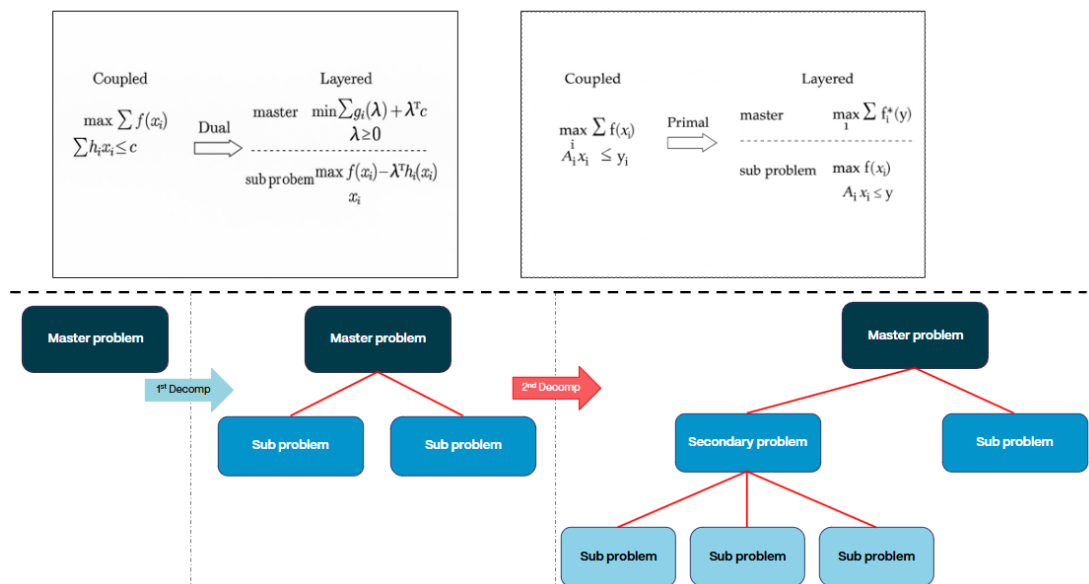 Coupled
Layered
max ∑ f(xᵢ)
∑hᵢxᵢ≤c
Dual
master min∑gᵢ(λ)+λᵀc
λ≥0
sub probem max f(xᵢ)−λᵀhᵢ(xᵢ)
xᵢ
Coupled
Layered
max ∑ f(xᵢ)
i
Aᵢxᵢ ≤ yᵢ
Primal
master max ∑ fᵢ*(y)
1
sub problem max f(xᵢ)
Aᵢ xᵢ ≤ y
Master problem
1st Decomp
Master problem
Sub problem
Sub problem
2nd Decomp
Master problem
Secondary problem
Sub problem
Sub problem
Sub problem
Sub problem